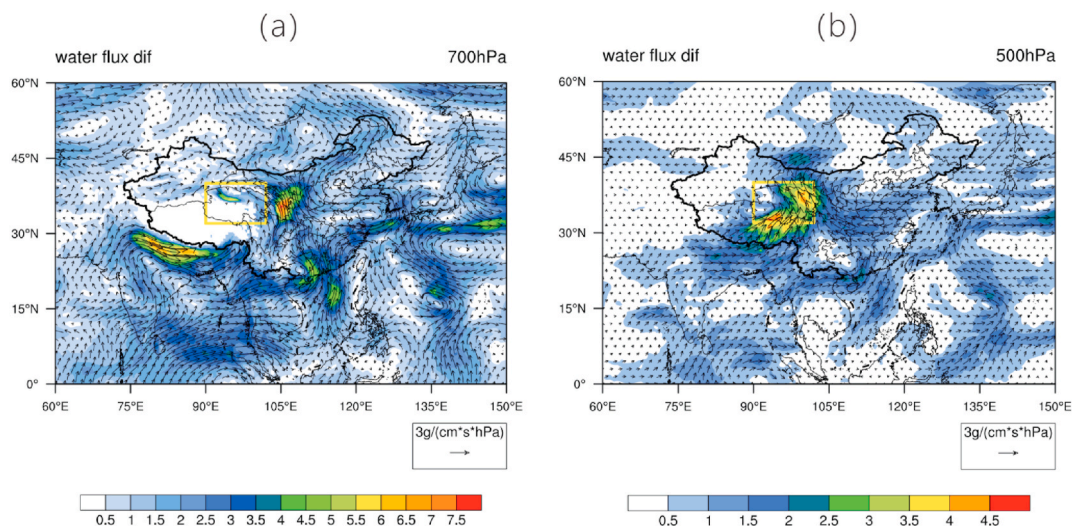 (a)
water flux dif 700hPa
60°N
45°N
30°N
15°N
0°
60°E 75°E 90°E 105°E 120°E 135°E 150°E
3g/(cm*s*hPa)
0.5 1 1.5 2 2.5 3 3.5 4 4.5 5 5.5 6 6.5 7 7.5
(b)
water flux dif 500hPa
60°N
45°N
30°N
15°N
0°
60°E 75°E 90°E 105°E 120°E 135°E 150°E
3g/(cm*s*hPa)
0.5 1 1.5 2 2.5 3 3.5 4 4.5